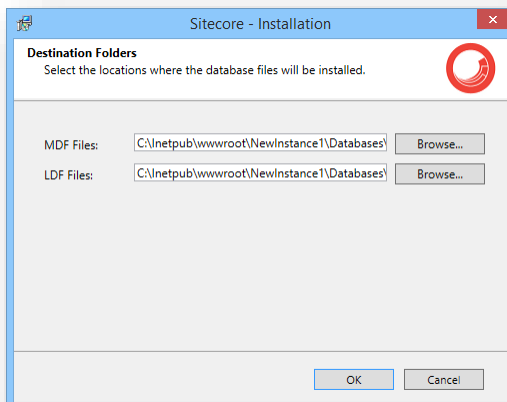 Sitecore - Installation
Destination Folders
Select the locations where the database files will be installed.
MDF Files: C:\Inetpub\wwwroot\NewInstance1\Databases\ Browse...
LDF Files: C:\Inetpub\wwwroot\NewInstance1\Databases\ Browse...
OK Cancel